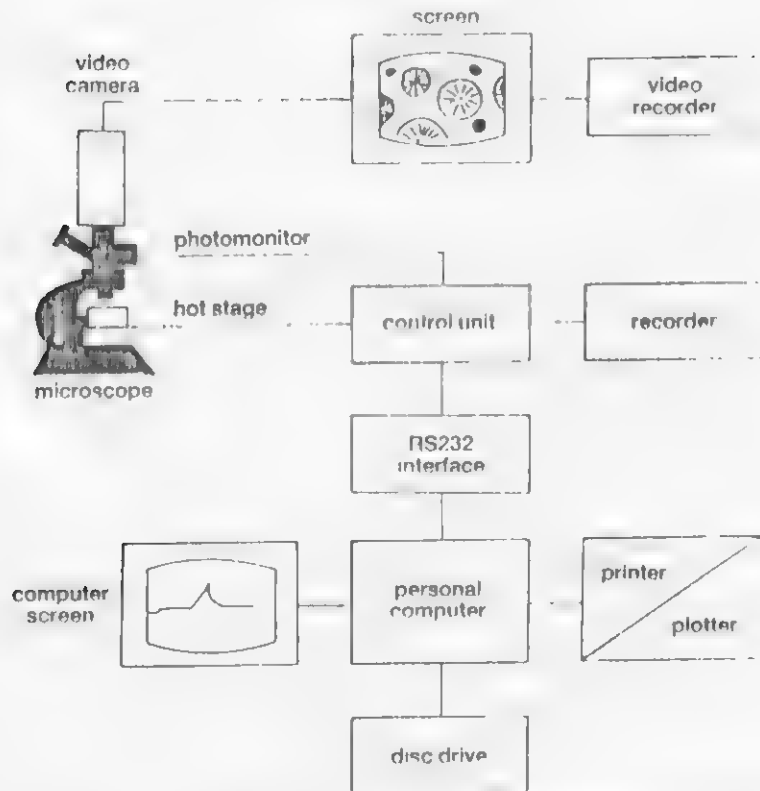 screen
video
camera
video
recorder
photomonitor
hot stage
control unit
recorder
microscope
RS232
interface
computer
screen
personal
computer
printer
plotter
disc drive